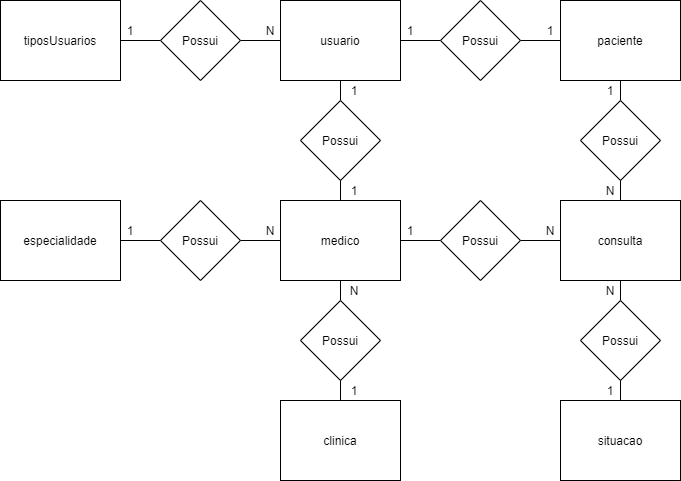 tiposUsuarios 1 Possui N usuario 1 Possui 1 paciente
1 1
Possui Possui
1 N
especialidade 1 Possui N medico 1 Possui N consulta
N N
Possui Possui
1 1
clinica situacao